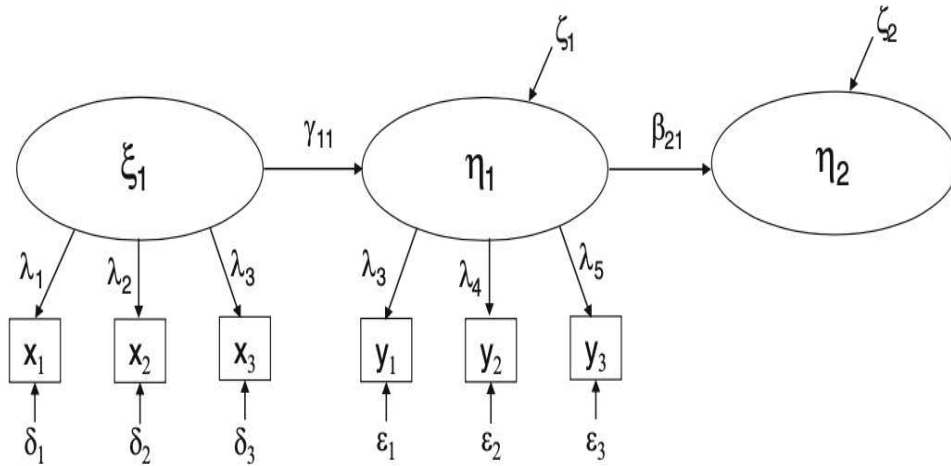 ζ₁ ζ₂
γ₁₁ β₂₁
ξ₁ η₁ η₂
λ₁ λ₂ λ₃ λ₃ λ₄ λ₅
x₁ x₂ x₃ y₁ y₂ y₃
δ₁ δ₂ δ₃ ε₁ ε₂ ε₃